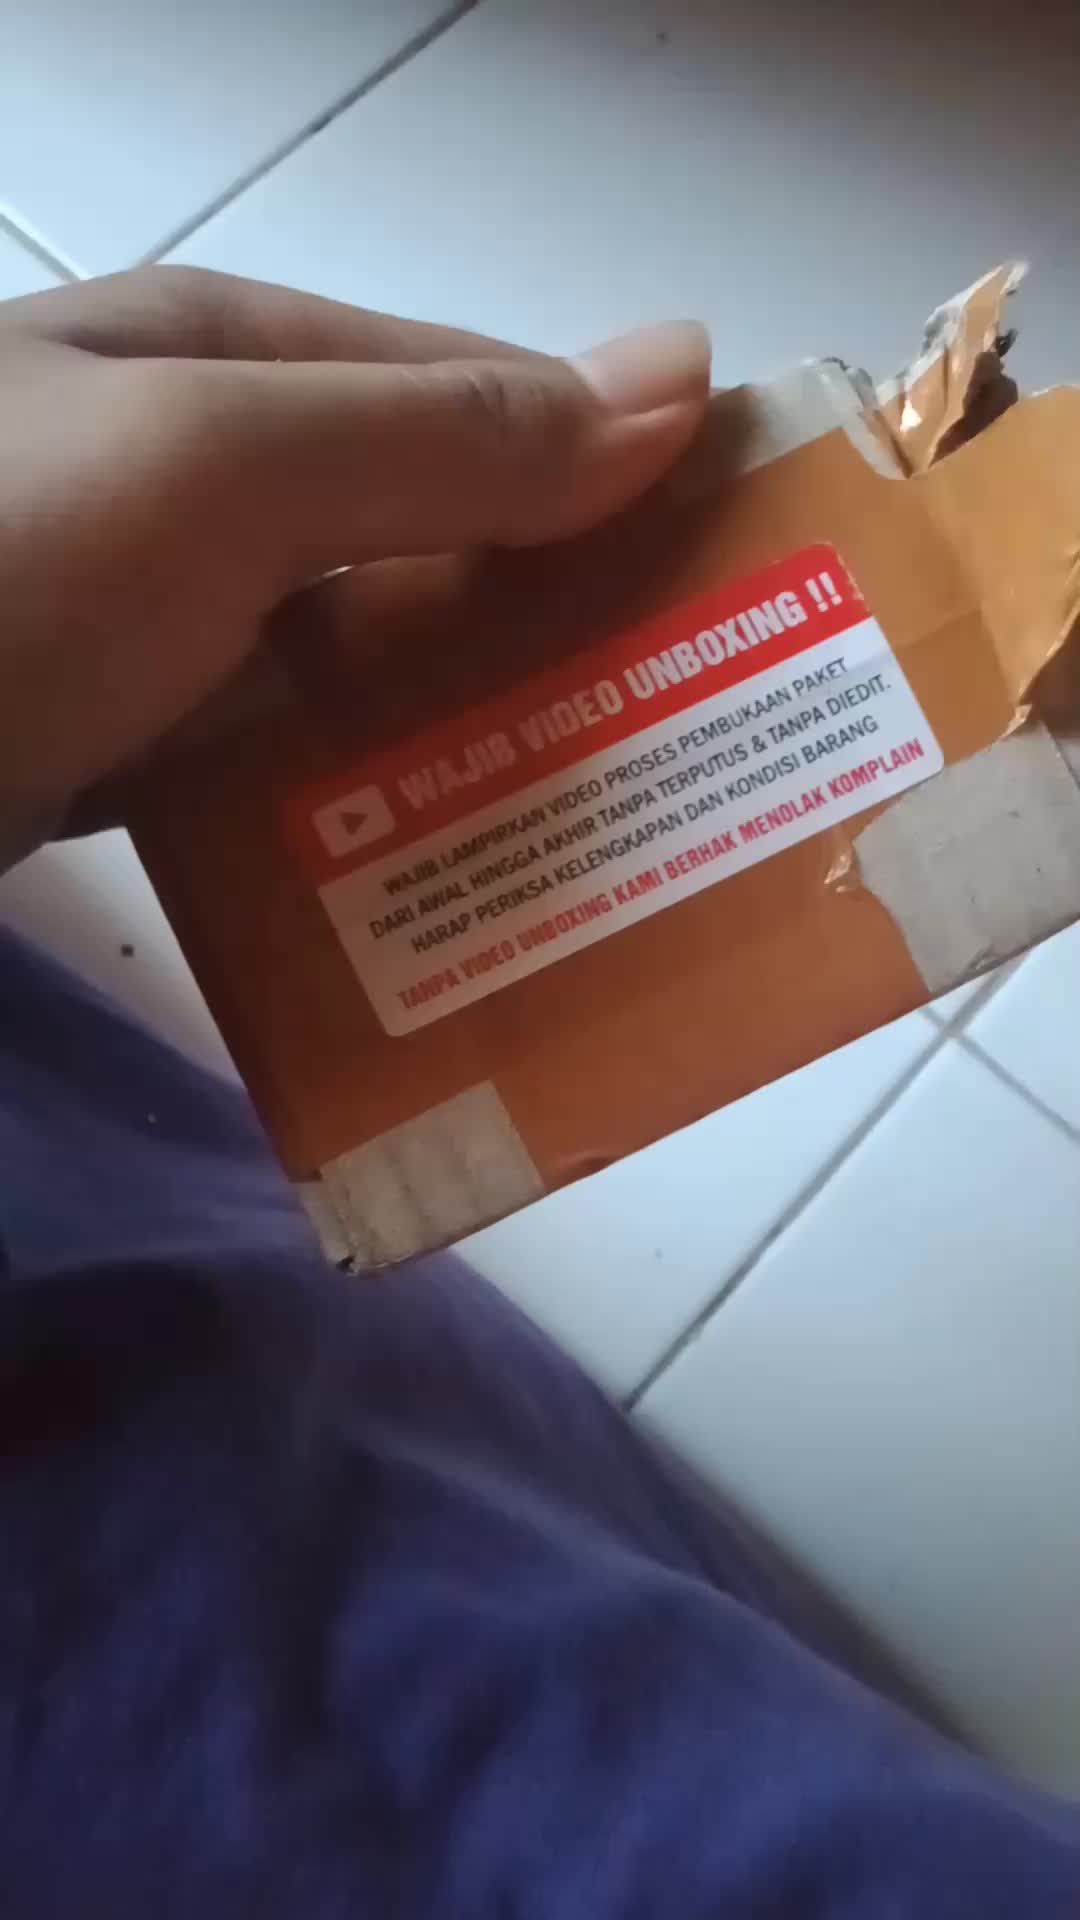 WAJIB VIDEO UNBOXING !!
WAJIB LAMPIRKAN VIDEO PROSES PEMBUKAAN PAKET
DARI AWAL HINGGA AKHIR TANPA TERPUTUS & TANPA DIEDIT.
HARAP PERIKSA KELENGKAPAN DAN KONDISI BARANG
TANPA VIDEO UNBOXING KAMI BERHAK MENOLAK KOMPLAIN